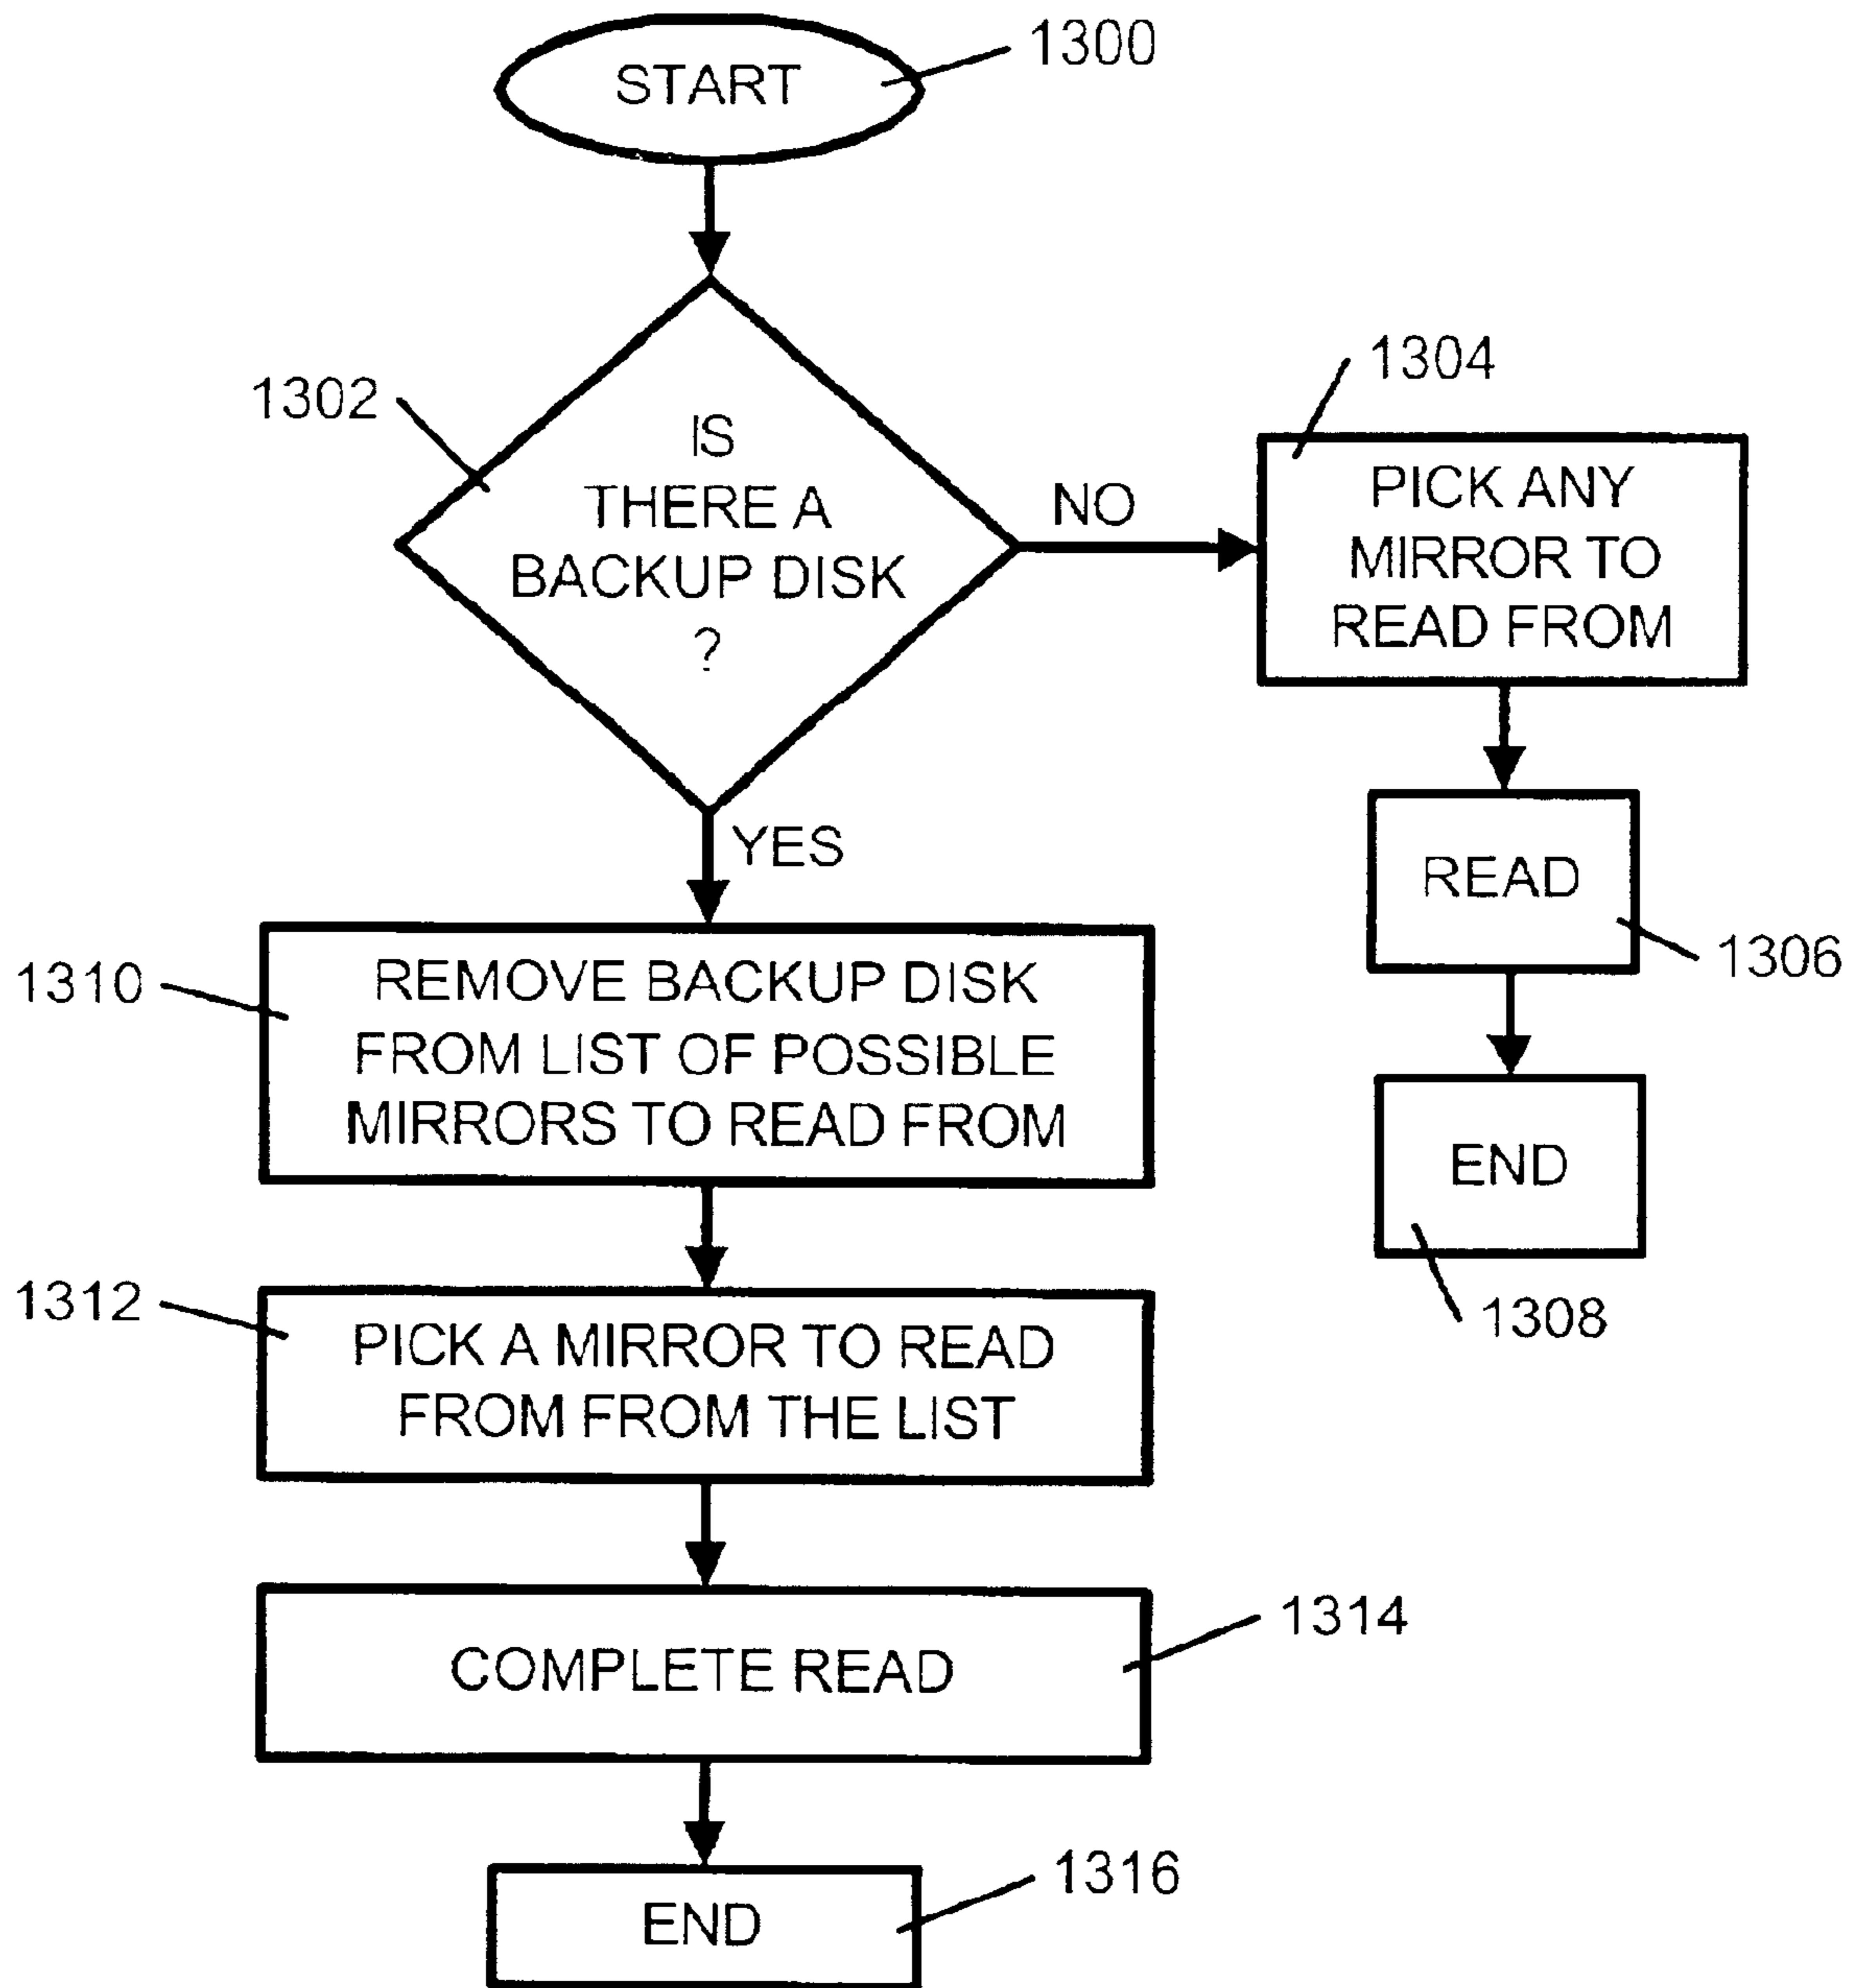 START
1300
1302
IS
THERE A
BACKUP DISK
?
NO
1304
PICK ANY
MIRROR TO
READ FROM
READ
1306
END
1308
YES
1310
REMOVE BACKUP DISK
FROM LIST OF POSSIBLE
MIRRORS TO READ FROM
1312
PICK A MIRROR TO READ
FROM FROM THE LIST
COMPLETE READ
1314
END
1316